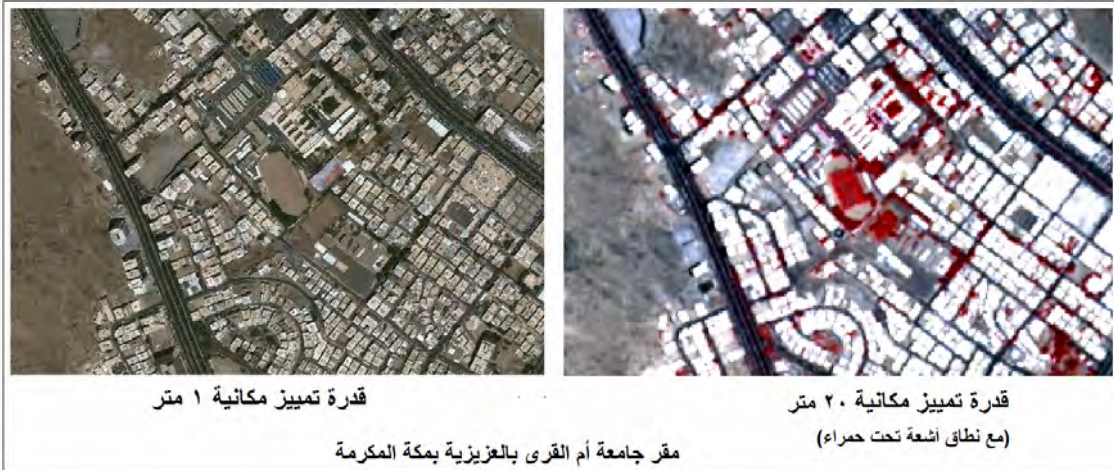 قدرة تمييز مكانية ٢٠ متر
(مع نطاق أشعة تحت حمراء)
قدرة تمييز مكانية ١ متر
مقر جامعة أم القرى بالعزيزية بمكة المكرمة